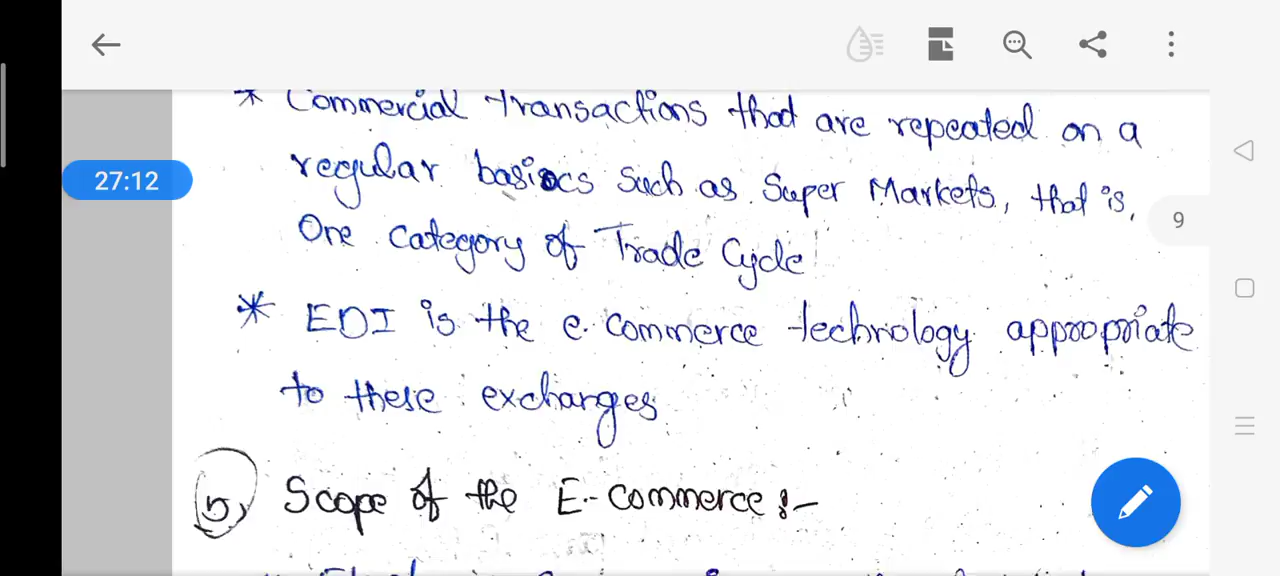 * Commercial transactions that are repeated on a
27:12
regular basiscs such as Super Markets, that is,
9
One category of Trade Cycle!
* EDI is the e. commerce technology appropriate
to these exchanges
5, Scope of the E-commerce :-